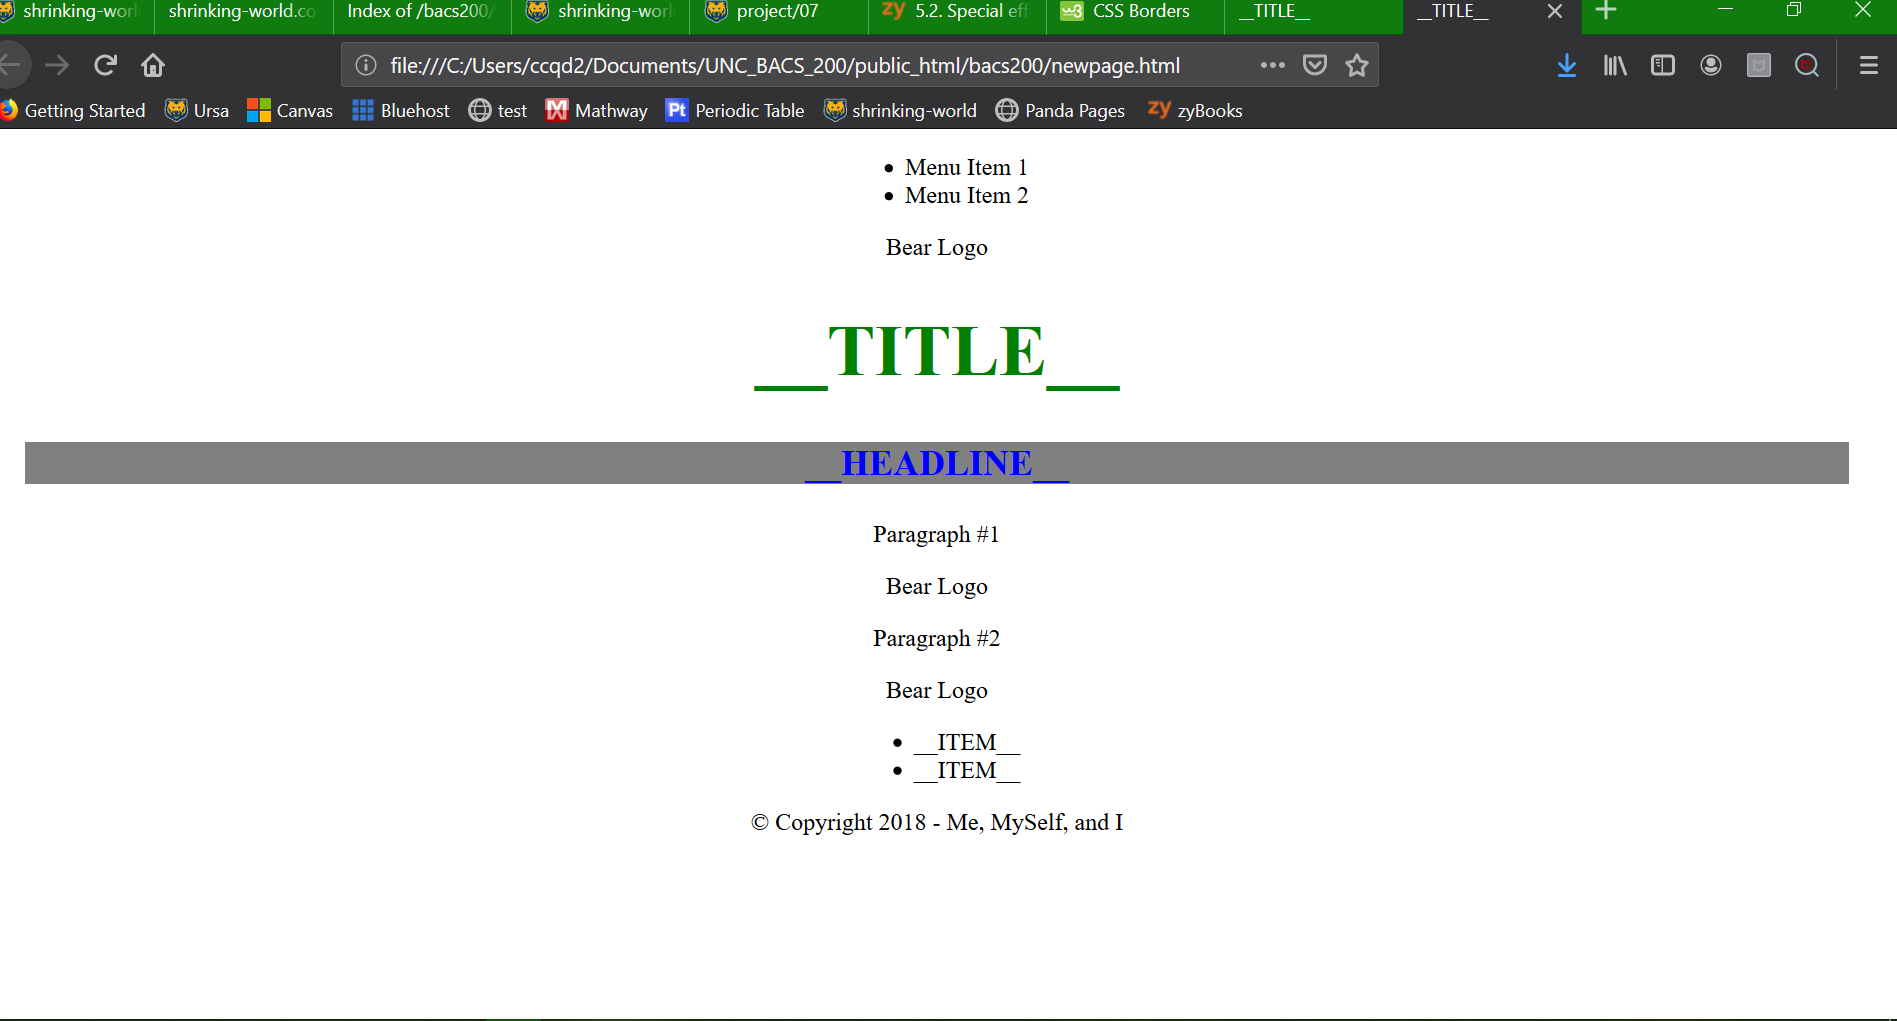 shrinking-worl shrinking-world.co Index of /bacs200/ shrinking-worl project/07 zy 5.2. Special eff CSS Borders __TITLE__ __TITLE__
file:///C:/Users/ccqd2/Documents/UNC_BACS_200/public_html/bacs200/newpage.html
Getting Started Ursa Canvas Bluehost test Mathway Pt Periodic Table shrinking-world Panda Pages zy zyBooks
• Menu Item 1
• Menu Item 2
Bear Logo
__TITLE__
__HEADLINE__
Paragraph #1
Bear Logo
Paragraph #2
Bear Logo
• __ITEM__
• __ITEM__
© Copyright 2018 - Me, MySelf, and I